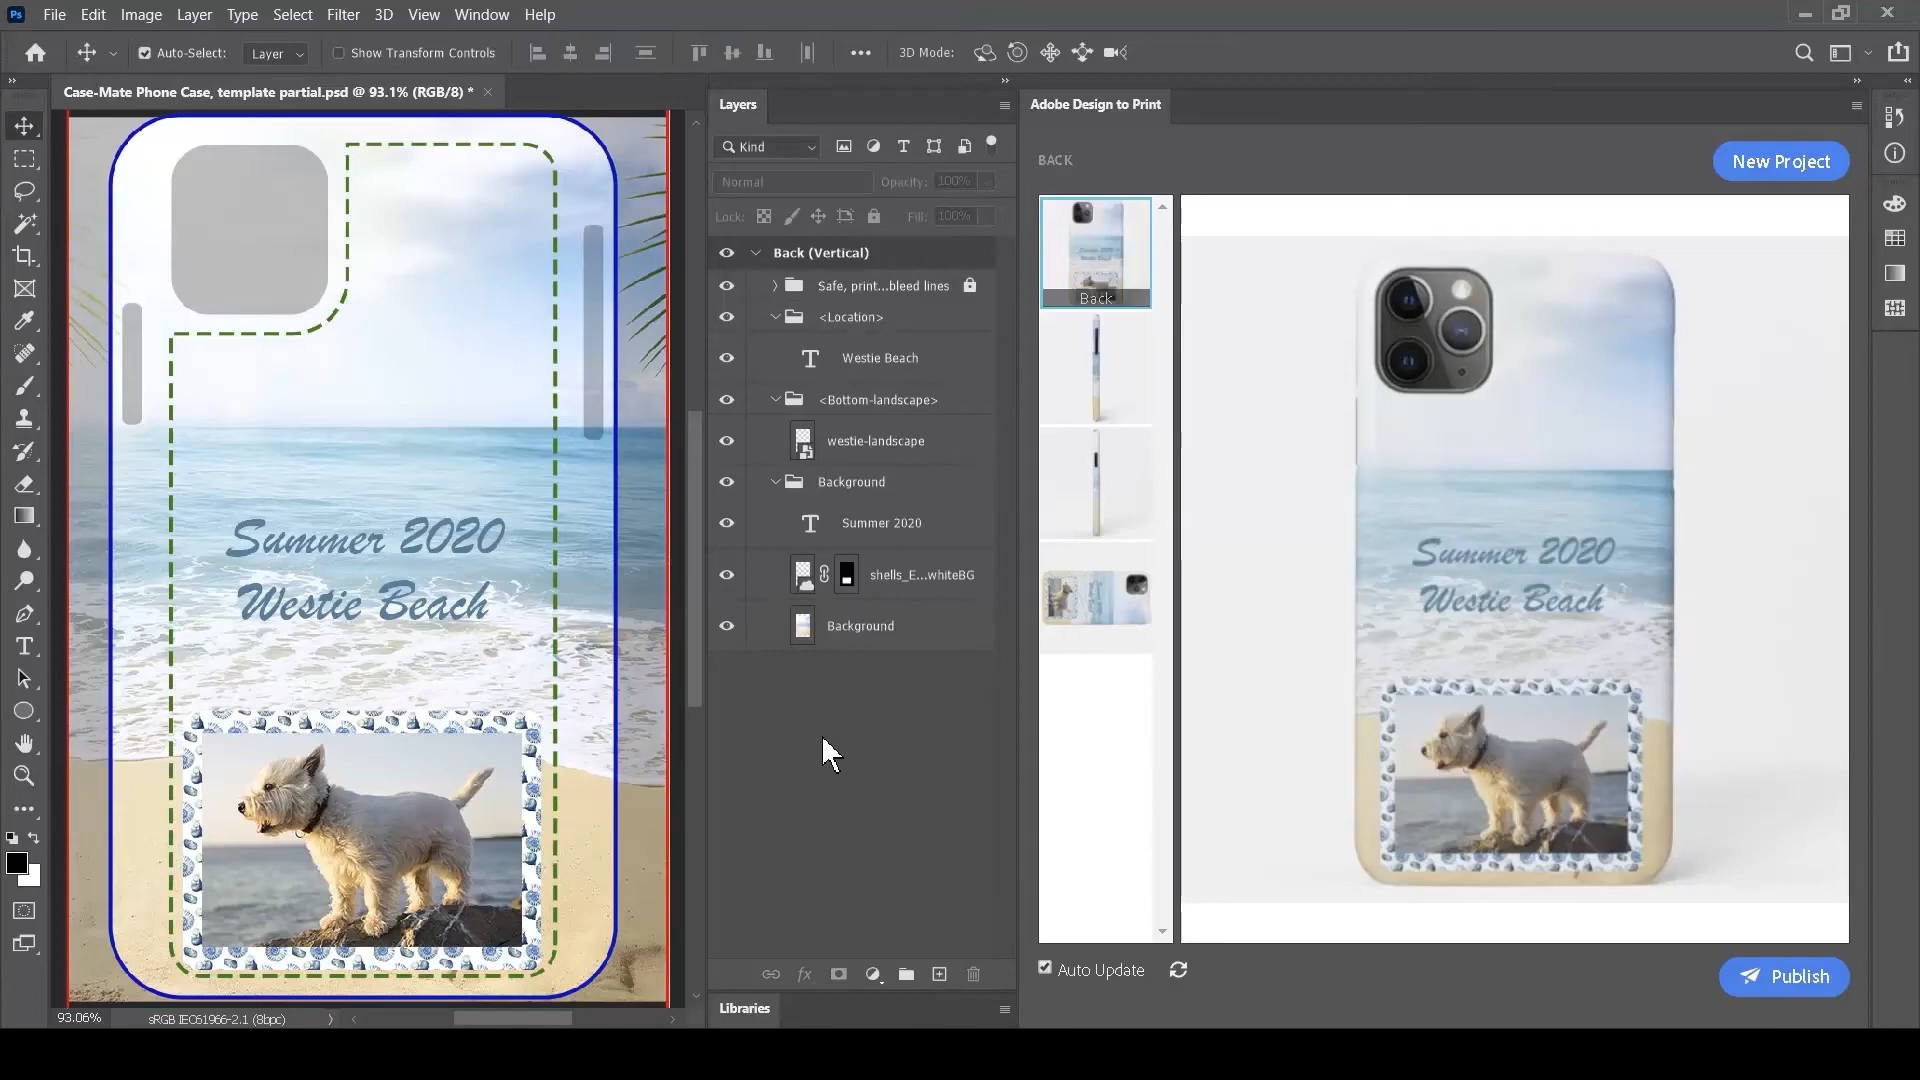 Ps File Edit Image Layer Type Select Filter 3D View Window Help
Auto-Select: Layer Show Transform Controls 3D Mode:
Case-Mate Phone Case, template partial.psd @ 93.1% (RGB/8) *
Summer 2020
Westie Beach
93.06% sRGB IEC61966-2.1 (8bpc)
Layers
Kind
Normal Opacity: 100%
Lock: Fill: 100%
Back (Vertical)
Safe, print...bleed lines
<Location>
T Westie Beach
<Bottom-landscape>
westie-landscape
Background
T Summer 2020
shells_E...whiteBG
Background
fx
Libraries
Adobe Design to Print
BACK
New Project
Back
Summer 2020
Westie Beach
Auto Update
Publish